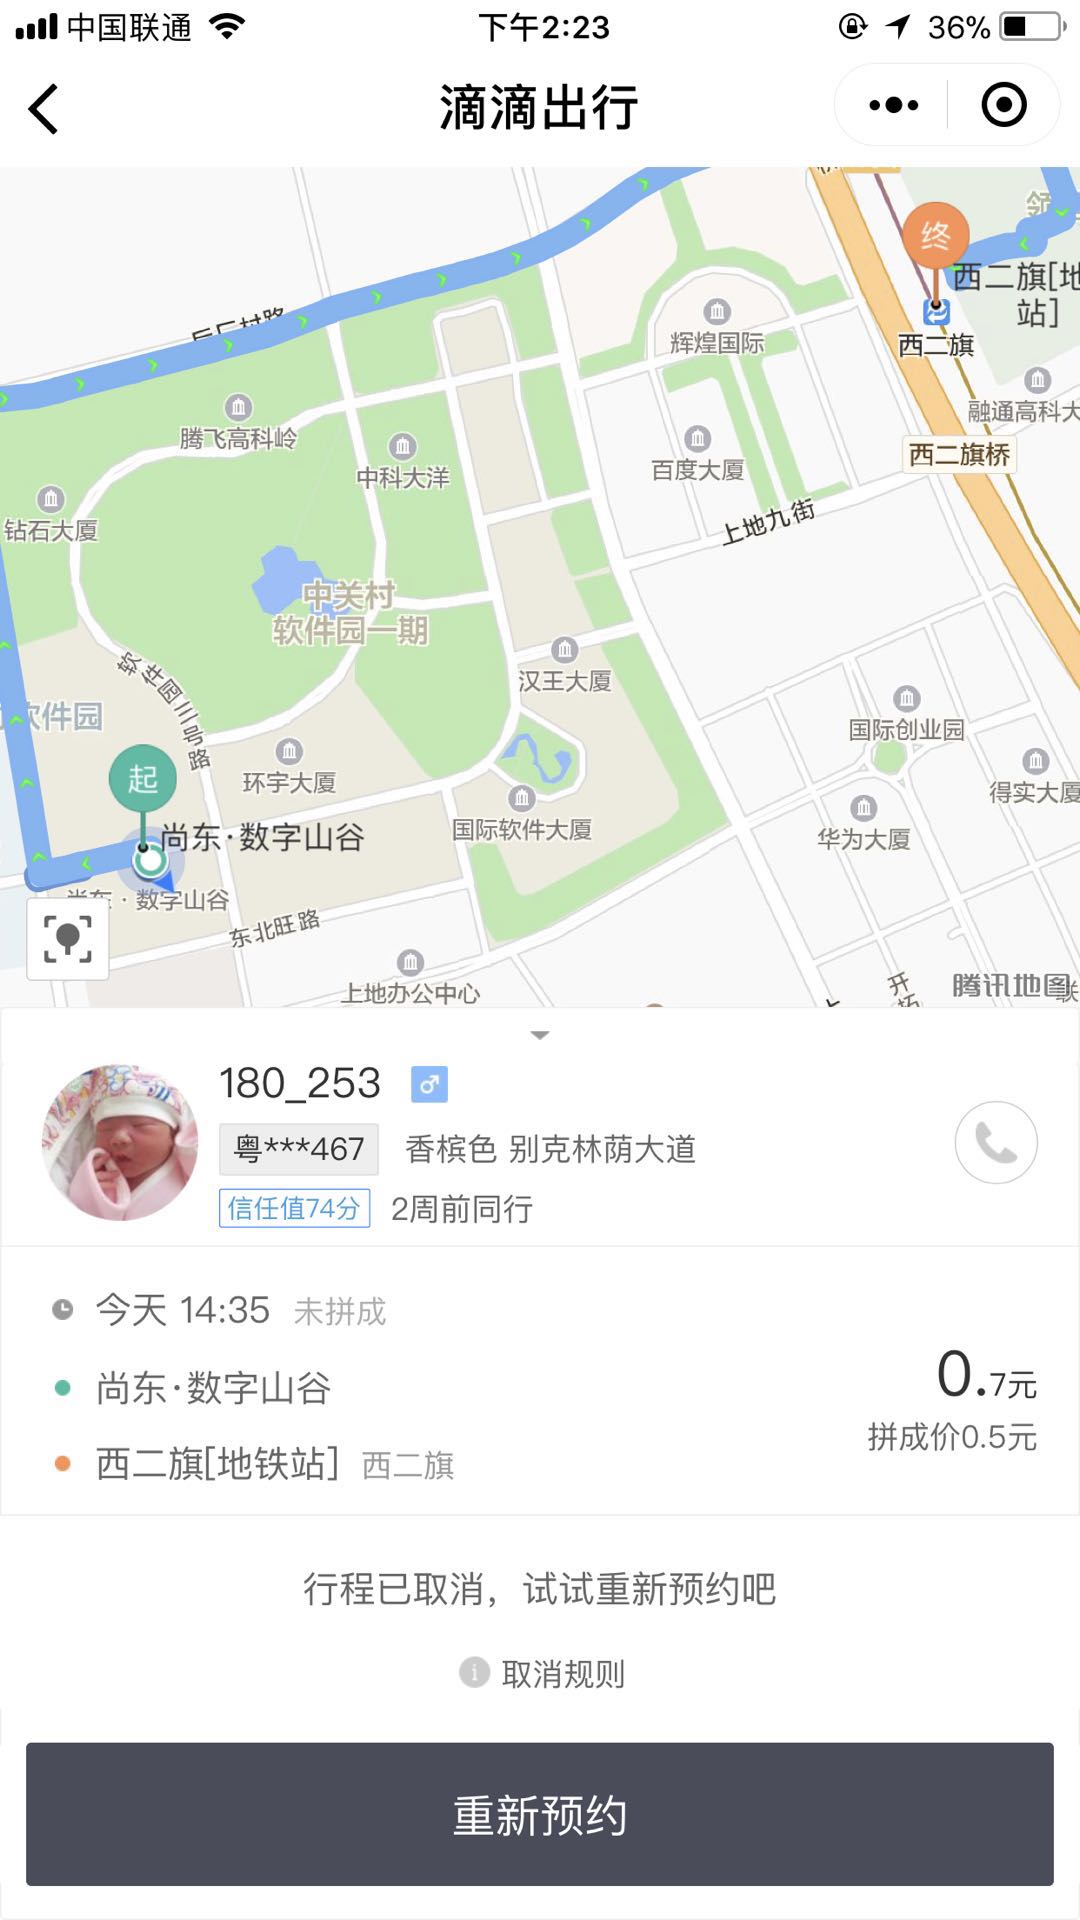 中国联通
下午2:23
36%
滴滴出行
终
西二旗[地
站]
西二旗
辉煌国际
融通高科大
西二旗桥
腾飞高科岭
中科大洋
百度大厦
钻石大厦
上地九街
中关村
软件园一期
软件园三号路
汉王大厦
软件园
国际创业园
起
环宇大厦
得实大厦
尚东·数字山谷
国际软件大厦
华为大厦
尚东·数字山谷
东北旺路
上地办公中心
开拓
腾讯地图
180_253
粤***467
香槟色 别克林荫大道
信任值74分
2周前同行
今天 14:35 未拼成
尚东·数字山谷
0.7元
拼成价0.5元
西二旗[地铁站] 西二旗
行程已取消，试试重新预约吧
取消规则
重新预约